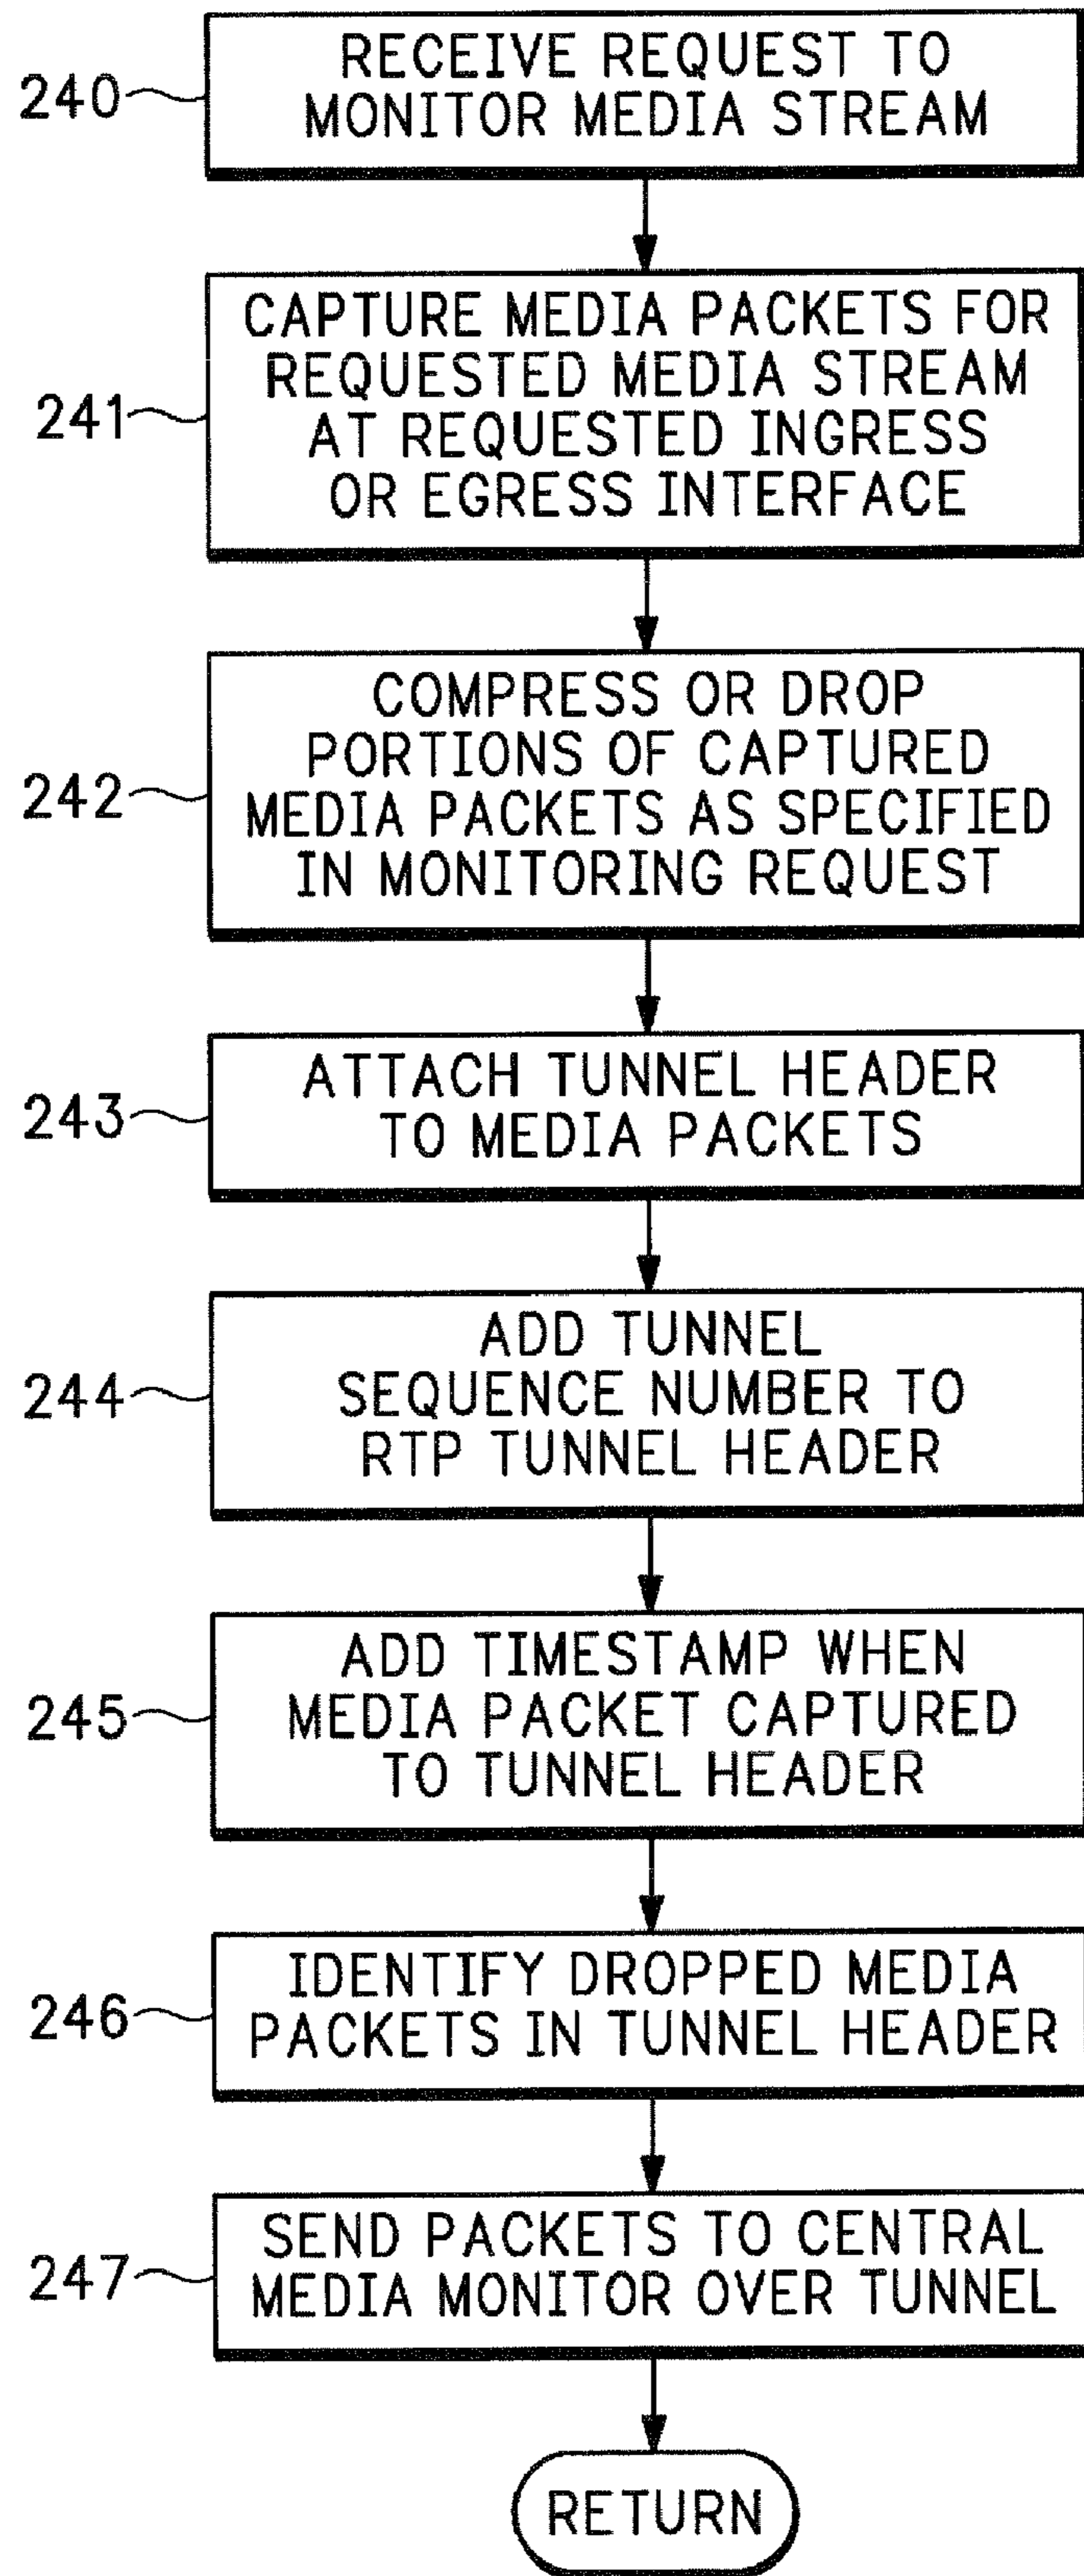 240
RECEIVE REQUEST TO
MONITOR MEDIA STREAM
241
CAPTURE MEDIA PACKETS FOR
REQUESTED MEDIA STREAM
AT REQUESTED INGRESS
OR EGRESS INTERFACE
242
COMPRESS OR DROP
PORTIONS OF CAPTURED
MEDIA PACKETS AS SPECIFIED
IN MONITORING REQUEST
243
ATTACH TUNNEL HEADER
TO MEDIA PACKETS
244
ADD TUNNEL
SEQUENCE NUMBER TO
RTP TUNNEL HEADER
245
ADD TIMESTAMP WHEN
MEDIA PACKET CAPTURED
TO TUNNEL HEADER
246
IDENTIFY DROPPED MEDIA
PACKETS IN TUNNEL HEADER
247
SEND PACKETS TO CENTRAL
MEDIA MONITOR OVER TUNNEL
RETURN